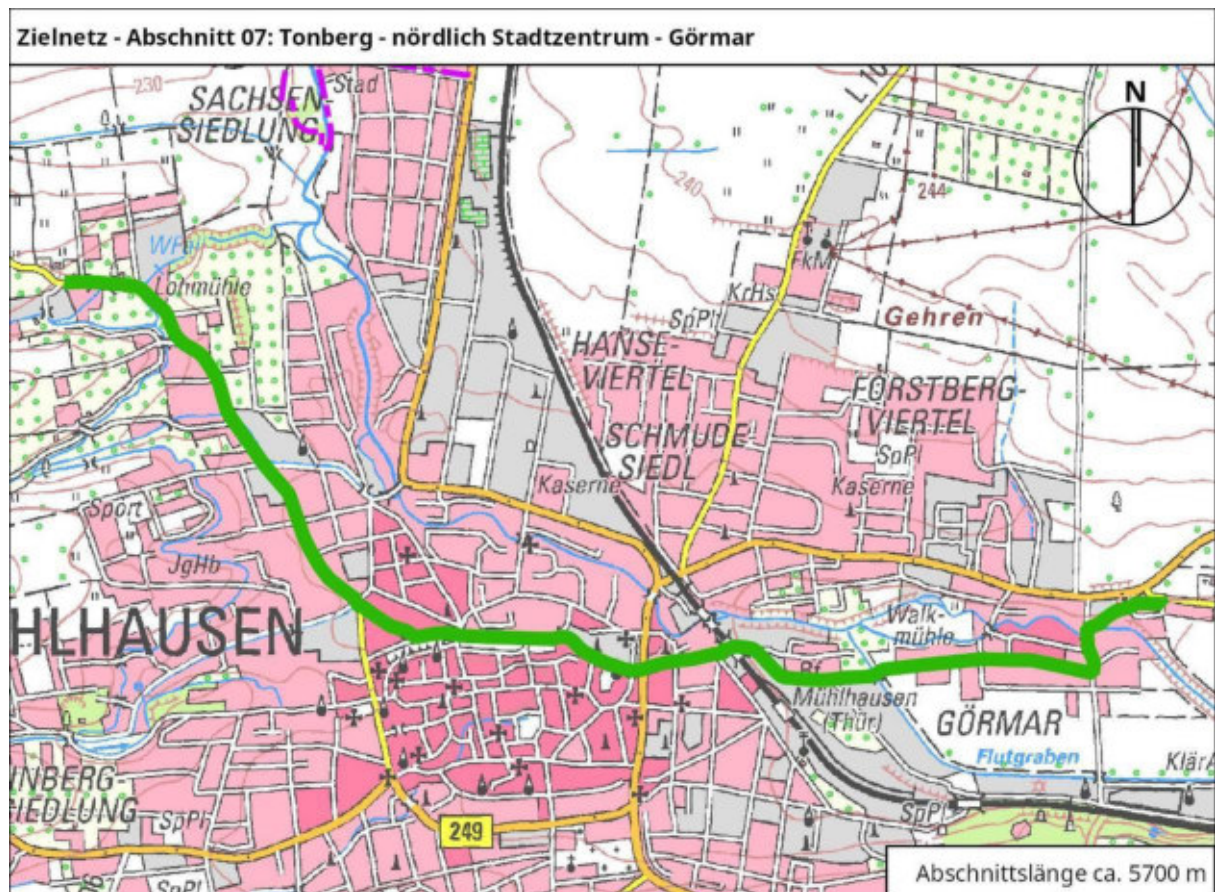 Zielnetz - Abschnitt 07: Tonberg - nördlich Stadtzentrum - Görmar
230
Stad
SACHSEN-
SIEDLUNG
L 10
N
240
244
WFall
Lohmühle
FkM
KrHs
SpPl
Gehren
HANSE-
VIERTEL
FORSTBERG-
VIERTEL
SCHMUDE
SIEDL
SpPl
Kaserne
Kaserne
Sport
JgHb
HLHAUSEN
Walk-
mühle
Bf
Mühlhausen
(Thür)
GÖRMAR
Flutgraben
KlärA
INBERG-
SIEDLUNG
SpPl
SpPl
249
SpPl
Abschnittslänge ca. 5700 m